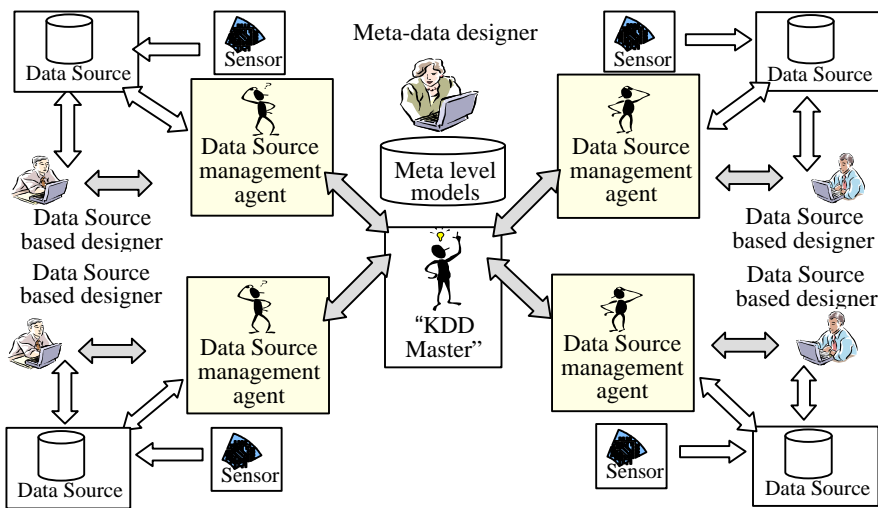 Meta-data designer
Data Source
Sensor
Sensor
Data Source
Data Source
management
agent
Meta level
models
Data Source
management
agent
Data Source
based designer
Data Source
based designer
Data Source
based designer
Data Source
based designer
“KDD
Master”
Data Source
management
agent
Data Source
management
agent
Data Source
Sensor
Sensor
Data Source